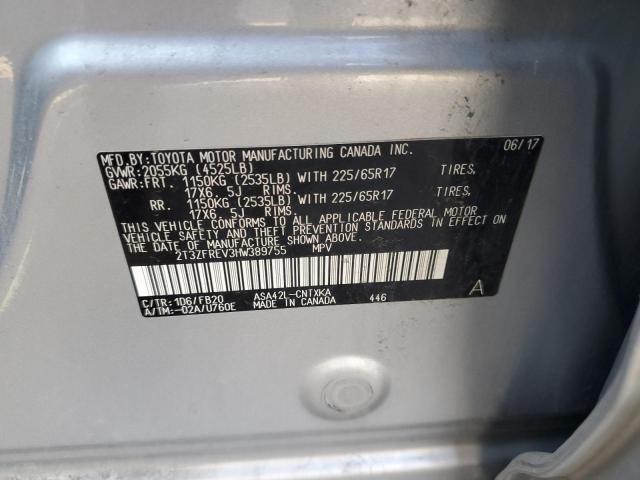 MFD.BY:TOYOTA MOTOR MANUFACTURING CANADA INC. 06/17
GVWR:2055KG (4525LB)
GAWR:FRT. 1150KG (2535LB) WITH 225/65R17 TIRES.
17X6.5J RIMS.
RR. 1150KG (2535LB) WITH 225/65R17 TIRES.
17X6.5J RIMS.
THIS VEHICLE CONFORMS TO ALL APPLICABLE FEDERAL MOTOR
VEHICLE SAFETY AND THEFT PREVENTION STANDARDS IN EFFECT ON
THE DATE OF MANUFACTURE SHOWN ABOVE.
2T3ZFREV3HW389755 MPV
C/TR:1D6/FB20 ASA42L-CNTXKA A
A/TM:-02A/U760E MADE IN CANADA 446